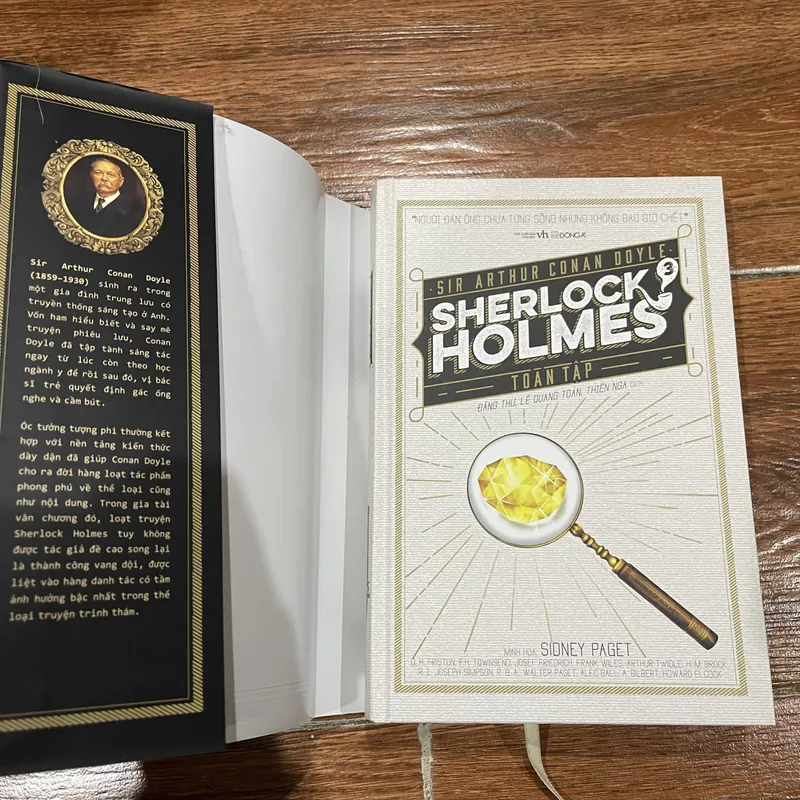 Sir Arthur Conan Doyle
(1859-1930) sinh ra trong
một gia đình trung lưu có
truyền thống sáng tạo ở Anh.
Vốn ham hiểu biết và say mê
truyện phiêu lưu, Conan
Doyle đã tập tành sáng tác
ngay từ lúc còn theo học
ngành y để rồi sau đó, vị bác
sĩ trẻ quyết định gác ống
nghe và cầm bút.
Óc tưởng tượng phi thường kết
hợp với nền tảng kiến thức
dày dặn đã giúp Conan Doyle
cho ra đời hàng loạt tác phẩm
phong phú về thể loại cũng
như nội dung. Trong gia tài
văn chương đó, loạt truyện
Sherlock Holmes tuy không
được tác giả đề cao song lại
là thành công vang dội, được
liệt vào hàng danh tác có tầm
ảnh hưởng bậc nhất trong thể
loại truyện trinh thám.
"NGƯỜI ĐÀN ÔNG CHƯA TỪNG SỐNG NHƯNG KHÔNG BAO GIỜ CHẾT"
vh ĐÔNG A
SIR ARTHUR CONAN DOYLE
SHERLOCK 3
HOLMES
TOÀN TẬP
ĐĂNG THƯ, LÊ QUANG TOẢN, THIÊN NGA DỊCH
MINH HỌA: SIDNEY PAGET
D. H. FRISTON, F.H. TOWNSEND, JOSEF FRIEDRICH, FRANK WILES, ARTHUR TWIDLE, H. M. BROCK,
R. T. JOSEPH SIMPSON, R. B. A., WALTER PAGET, ALEC BALL, A. GILBERT, HOWARD ELCOCK